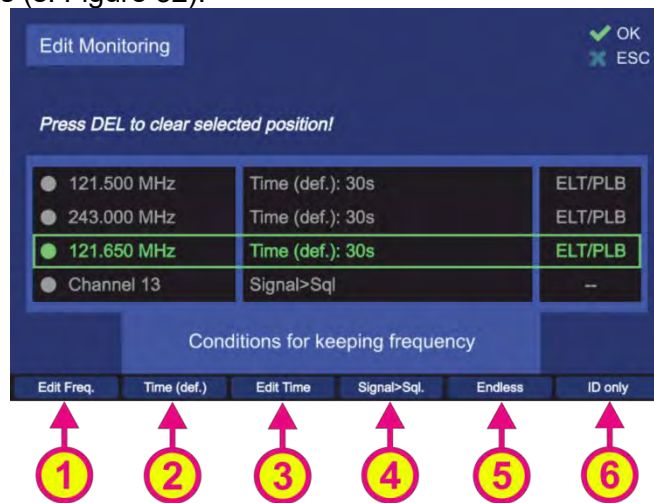 (s. Figure 32).
Edit Monitoring
OK
ESC
Press DEL to clear selected position!
121.500 MHz Time (def.): 30s ELT/PLB
243.000 MHz Time (def.): 30s ELT/PLB
121.650 MHz Time (def.): 30s ELT/PLB
Channel 13 Signal>Sql --
Conditions for keeping frequency
Edit Freq. Time (def.) Edit Time Signal>Sql. Endless ID only
1 2 3 4 5 6